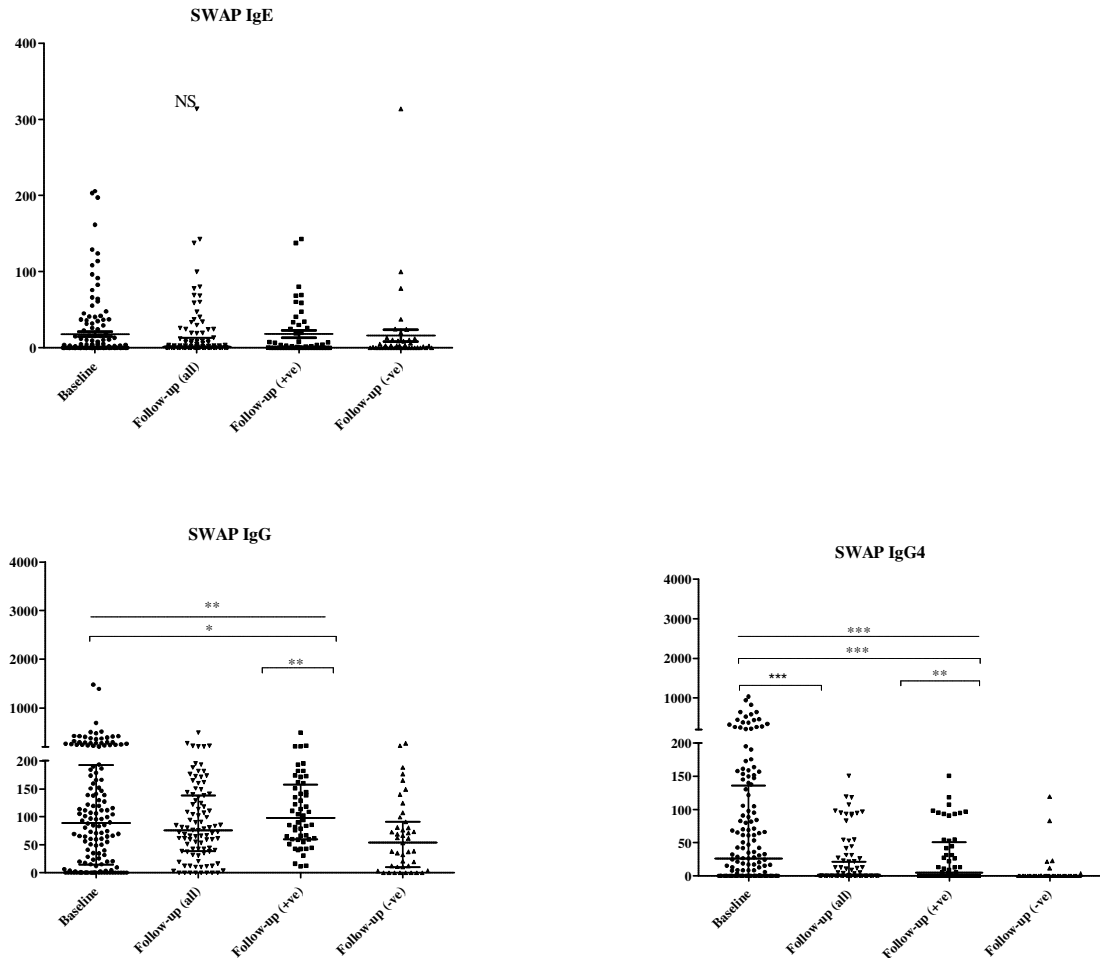 SWAP IgE
400
300
200
100
0
NS
Baseline
Follow-up (all)
Follow-up (+ve)
Follow-up (-ve)
SWAP IgG
4000
3000
2000
1000
200
150
100
50
0
**
*
**
Baseline
Follow-up (all)
Follow-up (+ve)
Follow-up (-ve)
SWAP IgG4
4000
3000
2000
1000
200
150
100
50
0
***
***
***
**
Baseline
Follow-up (all)
Follow-up (+ve)
Follow-up (-ve)